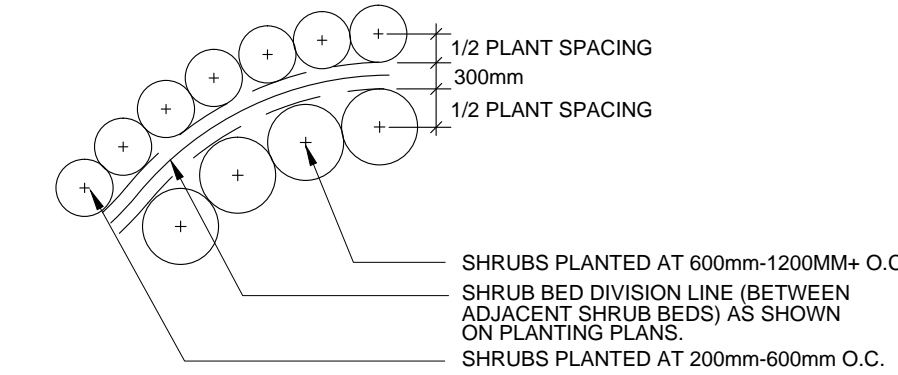 1/2 PLANT SPACING
300mm
1/2 PLANT SPACING
SHRUBS PLANTED AT 600mm-1200MM+ O.C
SHRUB BED DIVISION LINE (BETWEEN
ADJACENT SHRUB BEDS) AS SHOWN
ON PLANTING PLANS.
SHRUBS PLANTED AT 200mm-600mm O.C.